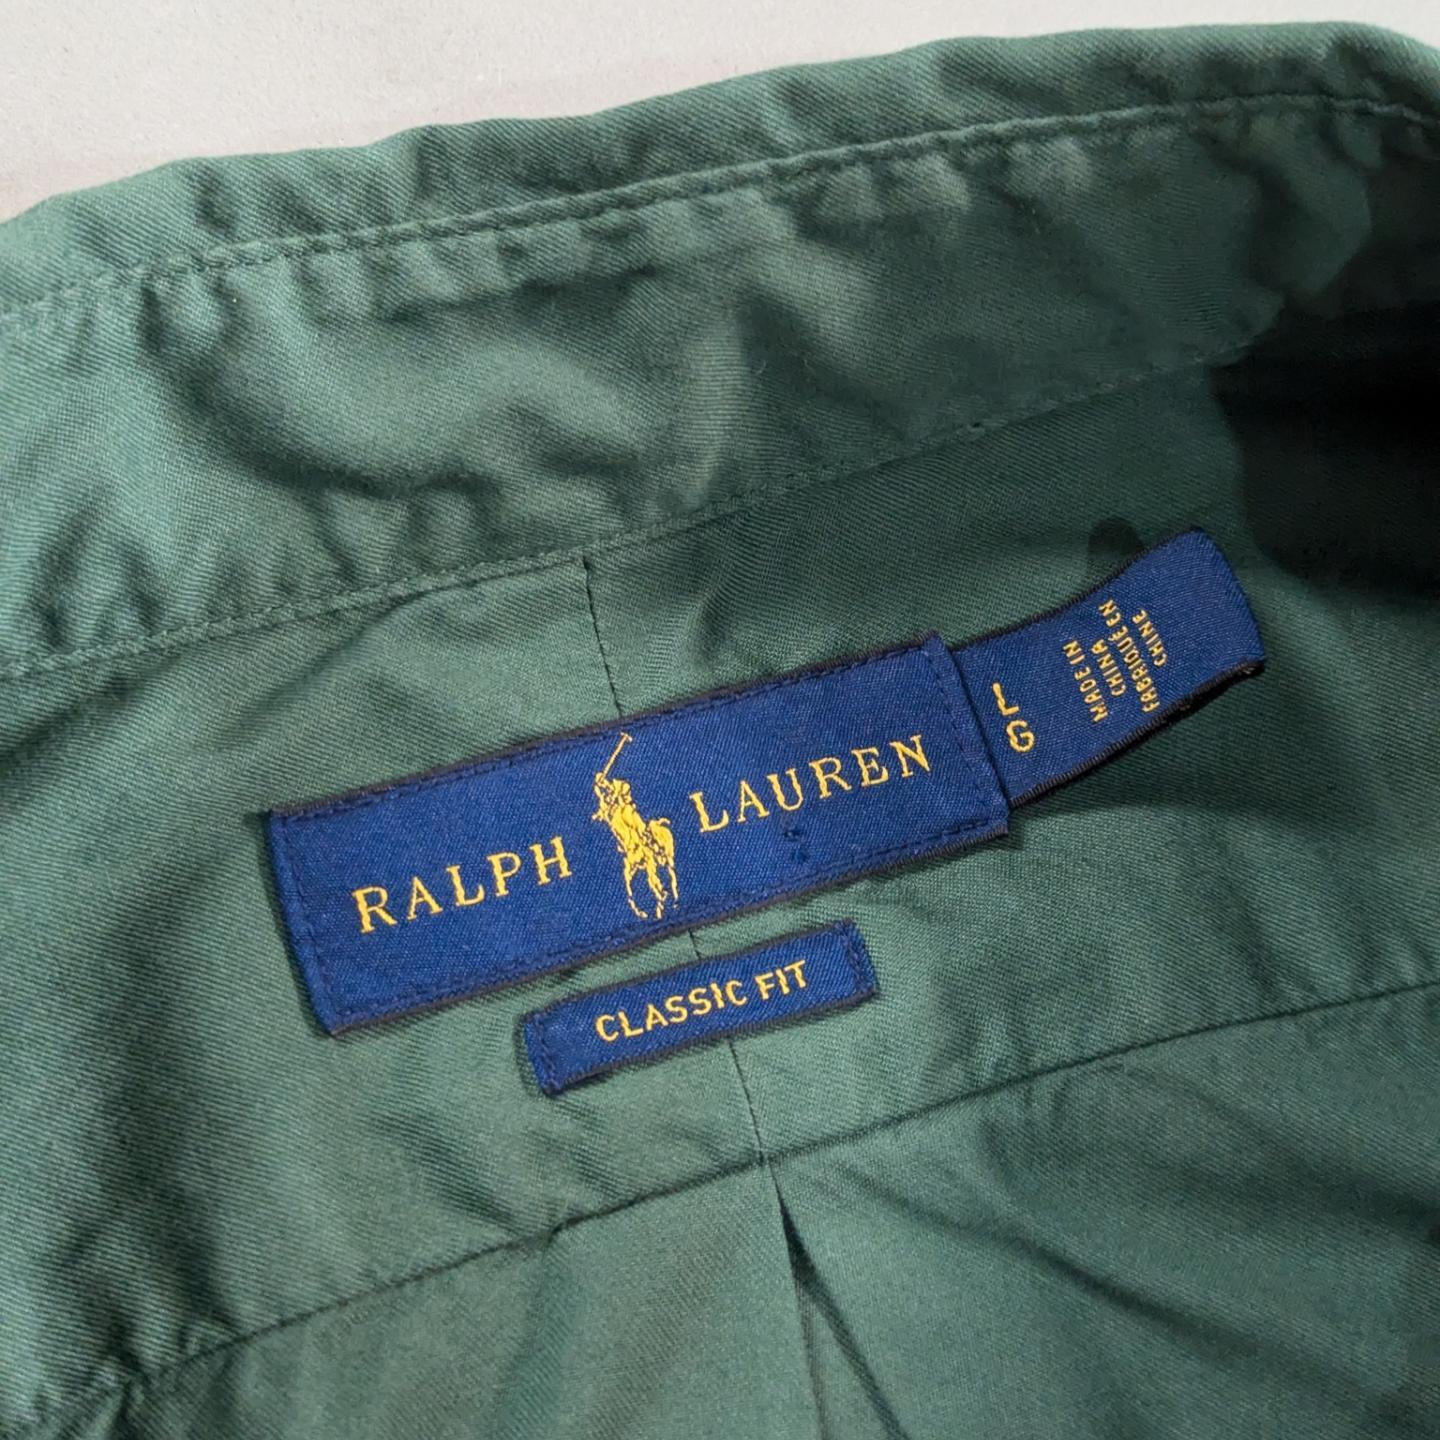 RALPH LAUREN
L
G
MADE IN
CHINA
FABRIQUÉ EN
CHINE
CLASSIC FIT